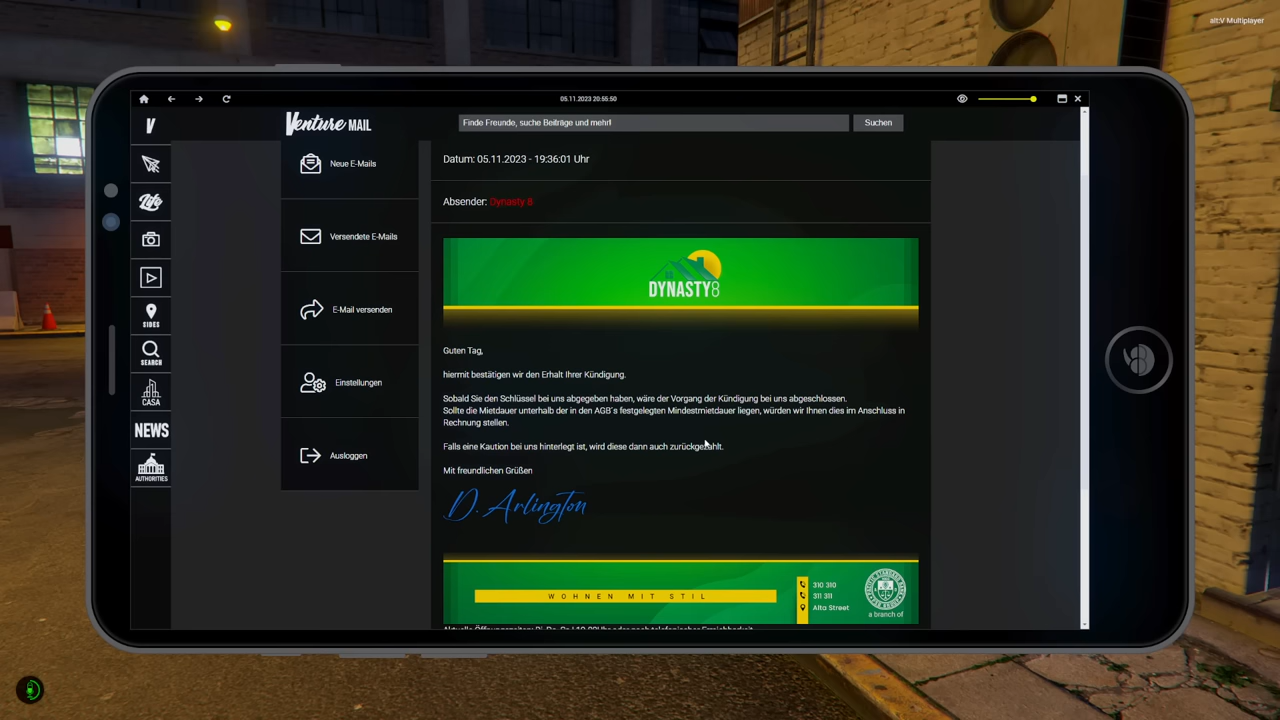 alt:V Multiplayer
05.11.2023 20:55:50
V
Venture MAIL
Finde Freunde, suche Beiträge und mehr!
Suchen
Life
SIDES
SEARCH
CASA
NEWS
AUTHORITIES
Neue E-Mails
Versendete E-Mails
E-Mail versenden
Einstellungen
Ausloggen
Datum: 05.11.2023 - 19:36:01 Uhr
Absender: Dynasty 8
DYNASTY8
Guten Tag,
hiermit bestätigen wir den Erhalt Ihrer Kündigung.
Sobald Sie den Schlüssel bei uns abgegeben haben, wäre der Vorgang der Kündigung bei uns abgeschlossen.
Sollte die Mietdauer unterhalb der in den AGB´s festgelegten Mindestmietdauer liegen, würden wir Ihnen dies im Anschluss in
Rechnung stellen.
Falls eine Kaution bei uns hinterlegt ist, wird diese dann auch zurückgezahlt.
Mit freundlichen Grüßen
D. Arlington
WOHNEN MIT STIL
310 310
311 311
Alta Street
a branch of